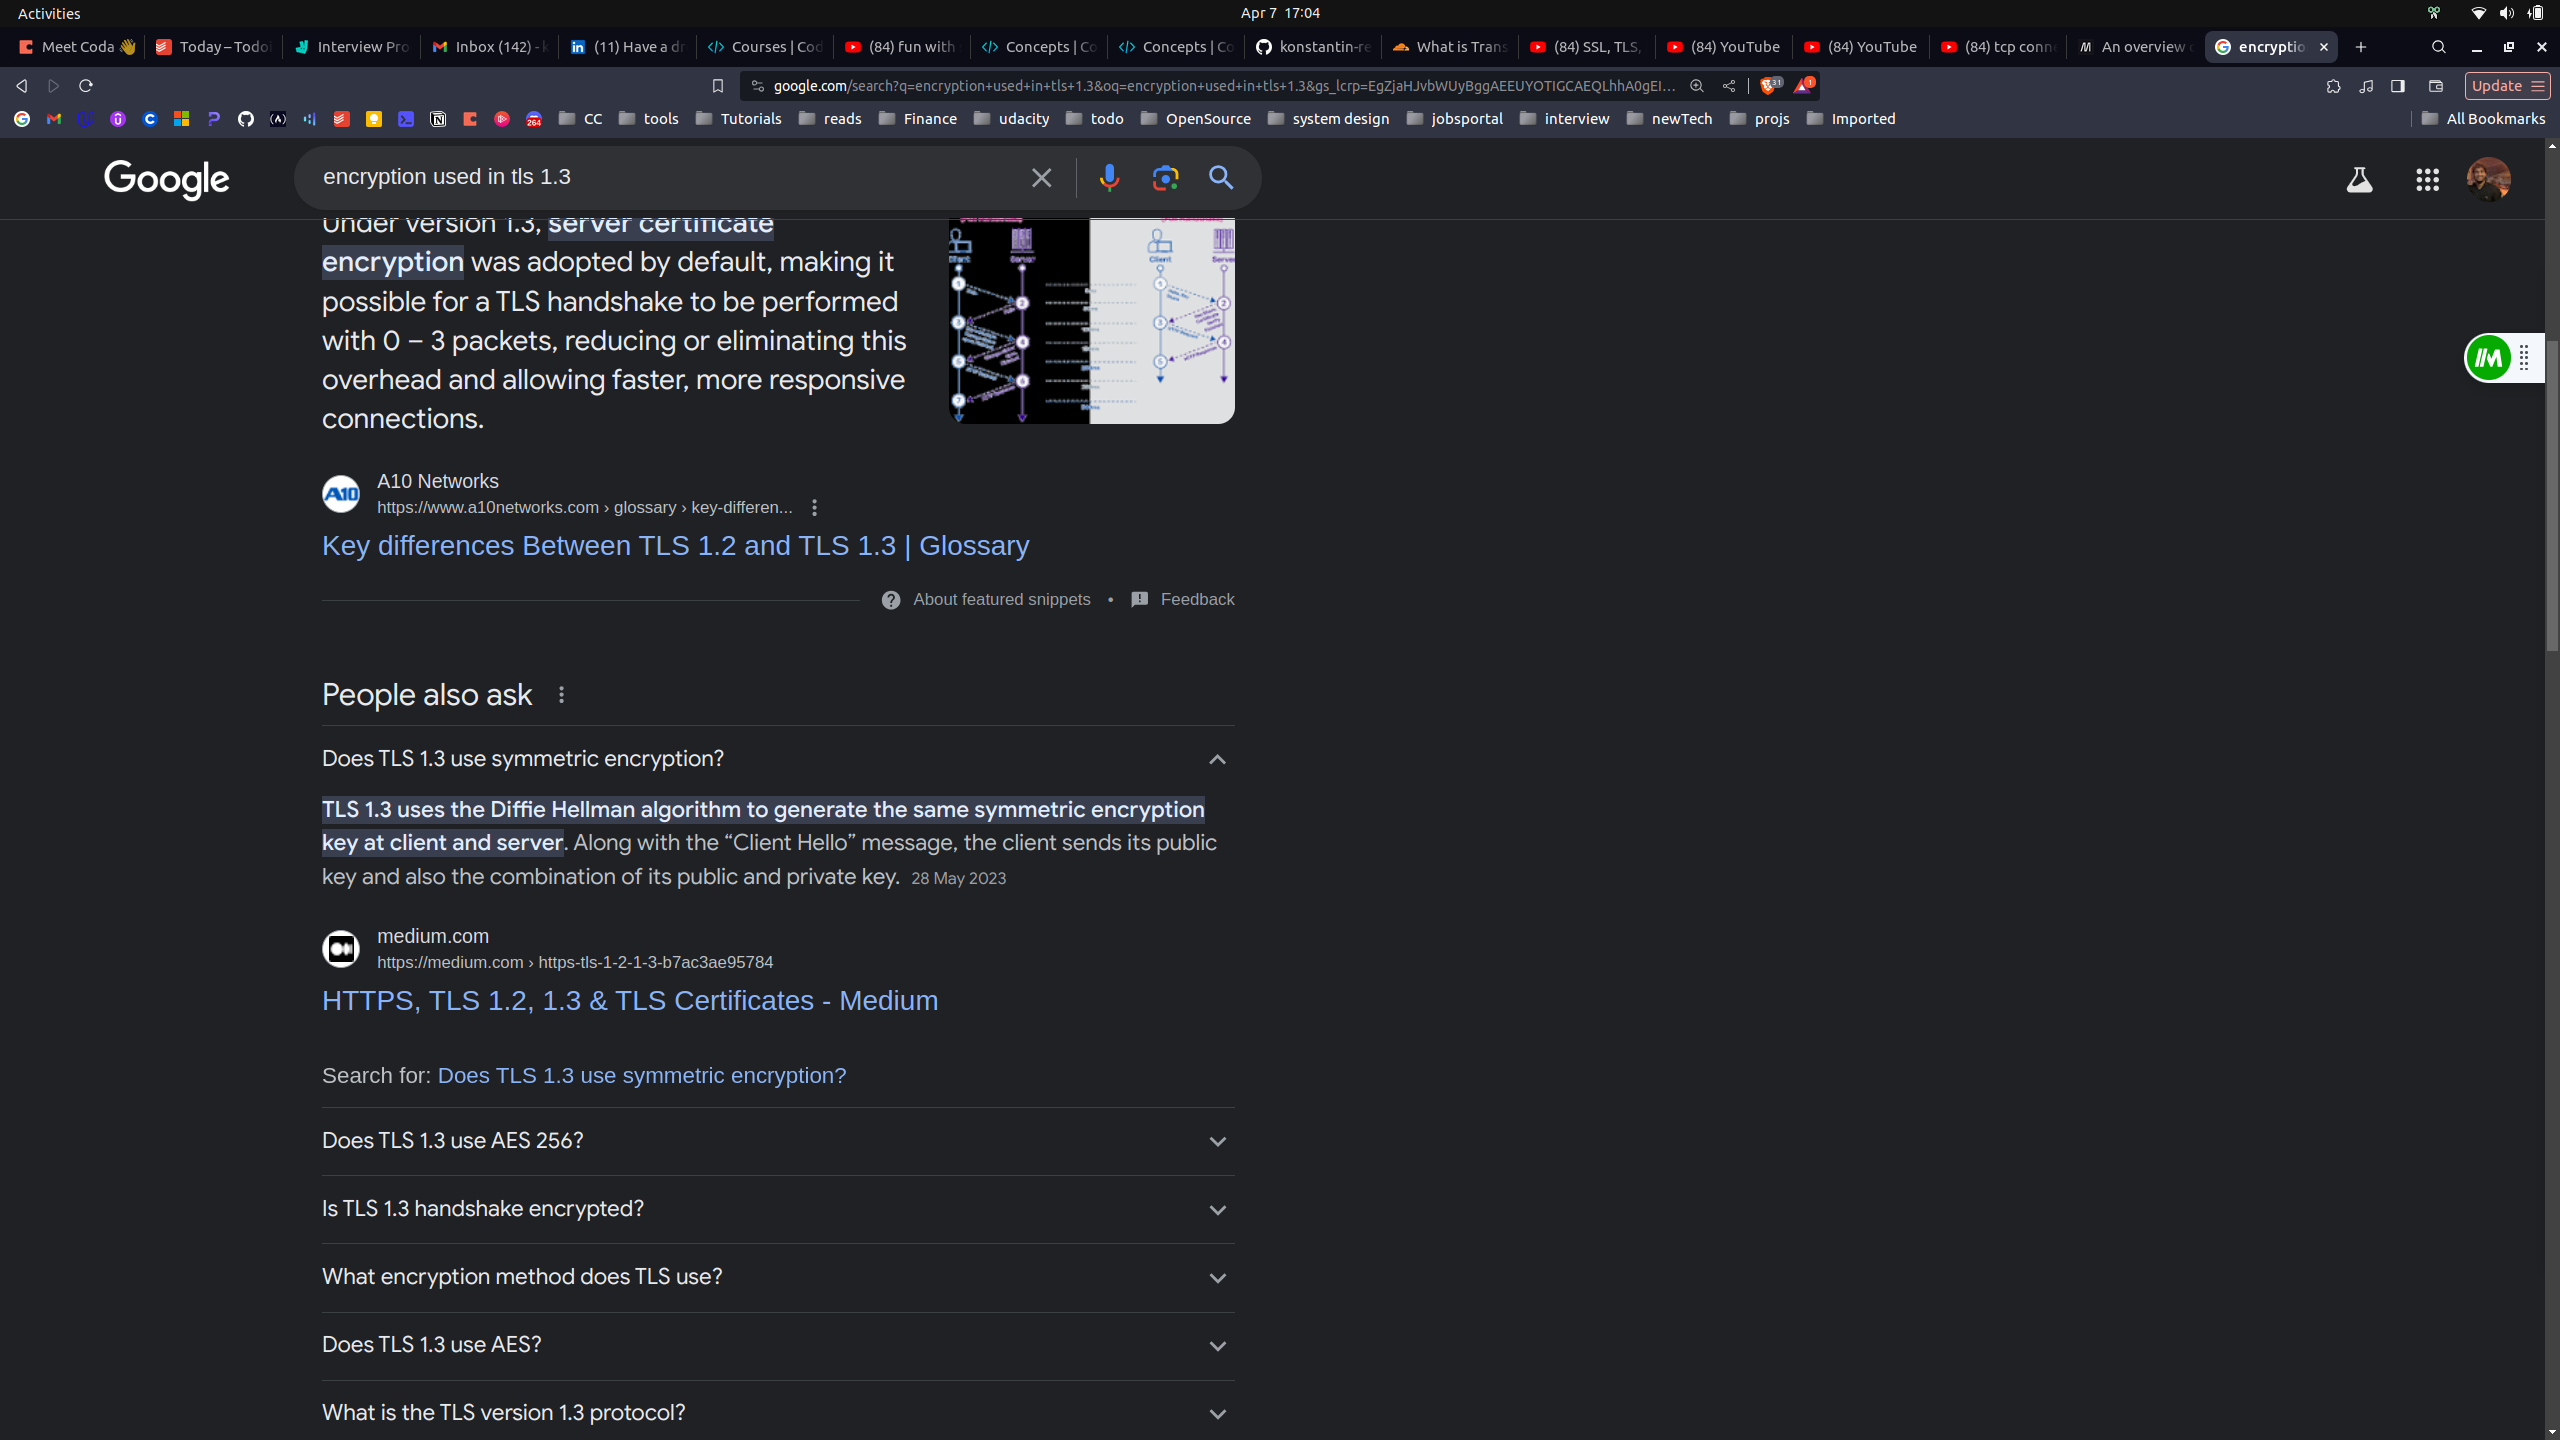 Activities
Apr 7 17:04
Meet Coda 👋
Today – Todoi
Interview Pro
Inbox (142) - k
(11) Have a dr
Courses | Cod
(84) fun with
Concepts | Co
Concepts | Co
konstantin-re
What is Trans
(84) SSL, TLS,
(84) YouTube
(84) YouTube
(84) tcp conne
An overview o
encryptio
google.com/search?q=encryption+used+in+tls+1.3&oq=encryption+used+in+tls+1.3&gs_lcrp=EgZjaHJvbWUyBggAEEUYOTIGCAEQLhhA0gEI...
31
1
Update
264
CC
tools
Tutorials
reads
Finance
udacity
todo
OpenSource
system design
jobsportal
interview
newTech
projs
Imported
All Bookmarks
Google
encryption used in tls 1.3
Under version 1.3, server certificate
encryption was adopted by default, making it
possible for a TLS handshake to be performed
with 0 – 3 packets, reducing or eliminating this
overhead and allowing faster, more responsive
connections.
Client
Server
Client
Server
A10
A10 Networks
https://www.a10networks.com › glossary › key-differen...
Key differences Between TLS 1.2 and TLS 1.3 | Glossary
About featured snippets • Feedback
People also ask
Does TLS 1.3 use symmetric encryption?
TLS 1.3 uses the Diffie Hellman algorithm to generate the same symmetric encryption
key at client and server. Along with the “Client Hello” message, the client sends its public
key and also the combination of its public and private key. 28 May 2023
medium.com
https://medium.com › https-tls-1-2-1-3-b7ac3ae95784
HTTPS, TLS 1.2, 1.3 & TLS Certificates - Medium
Search for: Does TLS 1.3 use symmetric encryption?
Does TLS 1.3 use AES 256?
Is TLS 1.3 handshake encrypted?
What encryption method does TLS use?
Does TLS 1.3 use AES?
What is the TLS version 1.3 protocol?